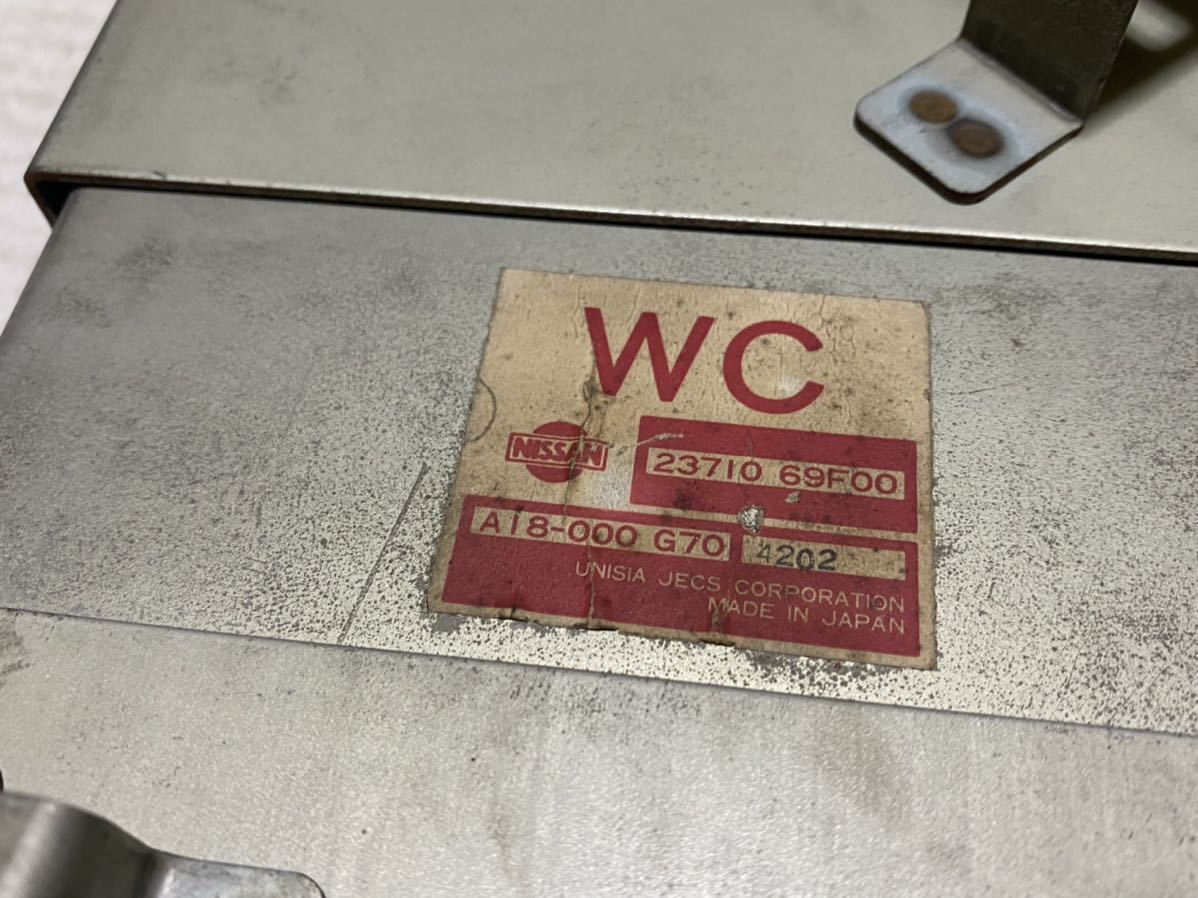 WC
NISSAN
23710 69F00
A18-000 G70 4202
UNISIA JECS CORPORATION
MADE IN JAPAN